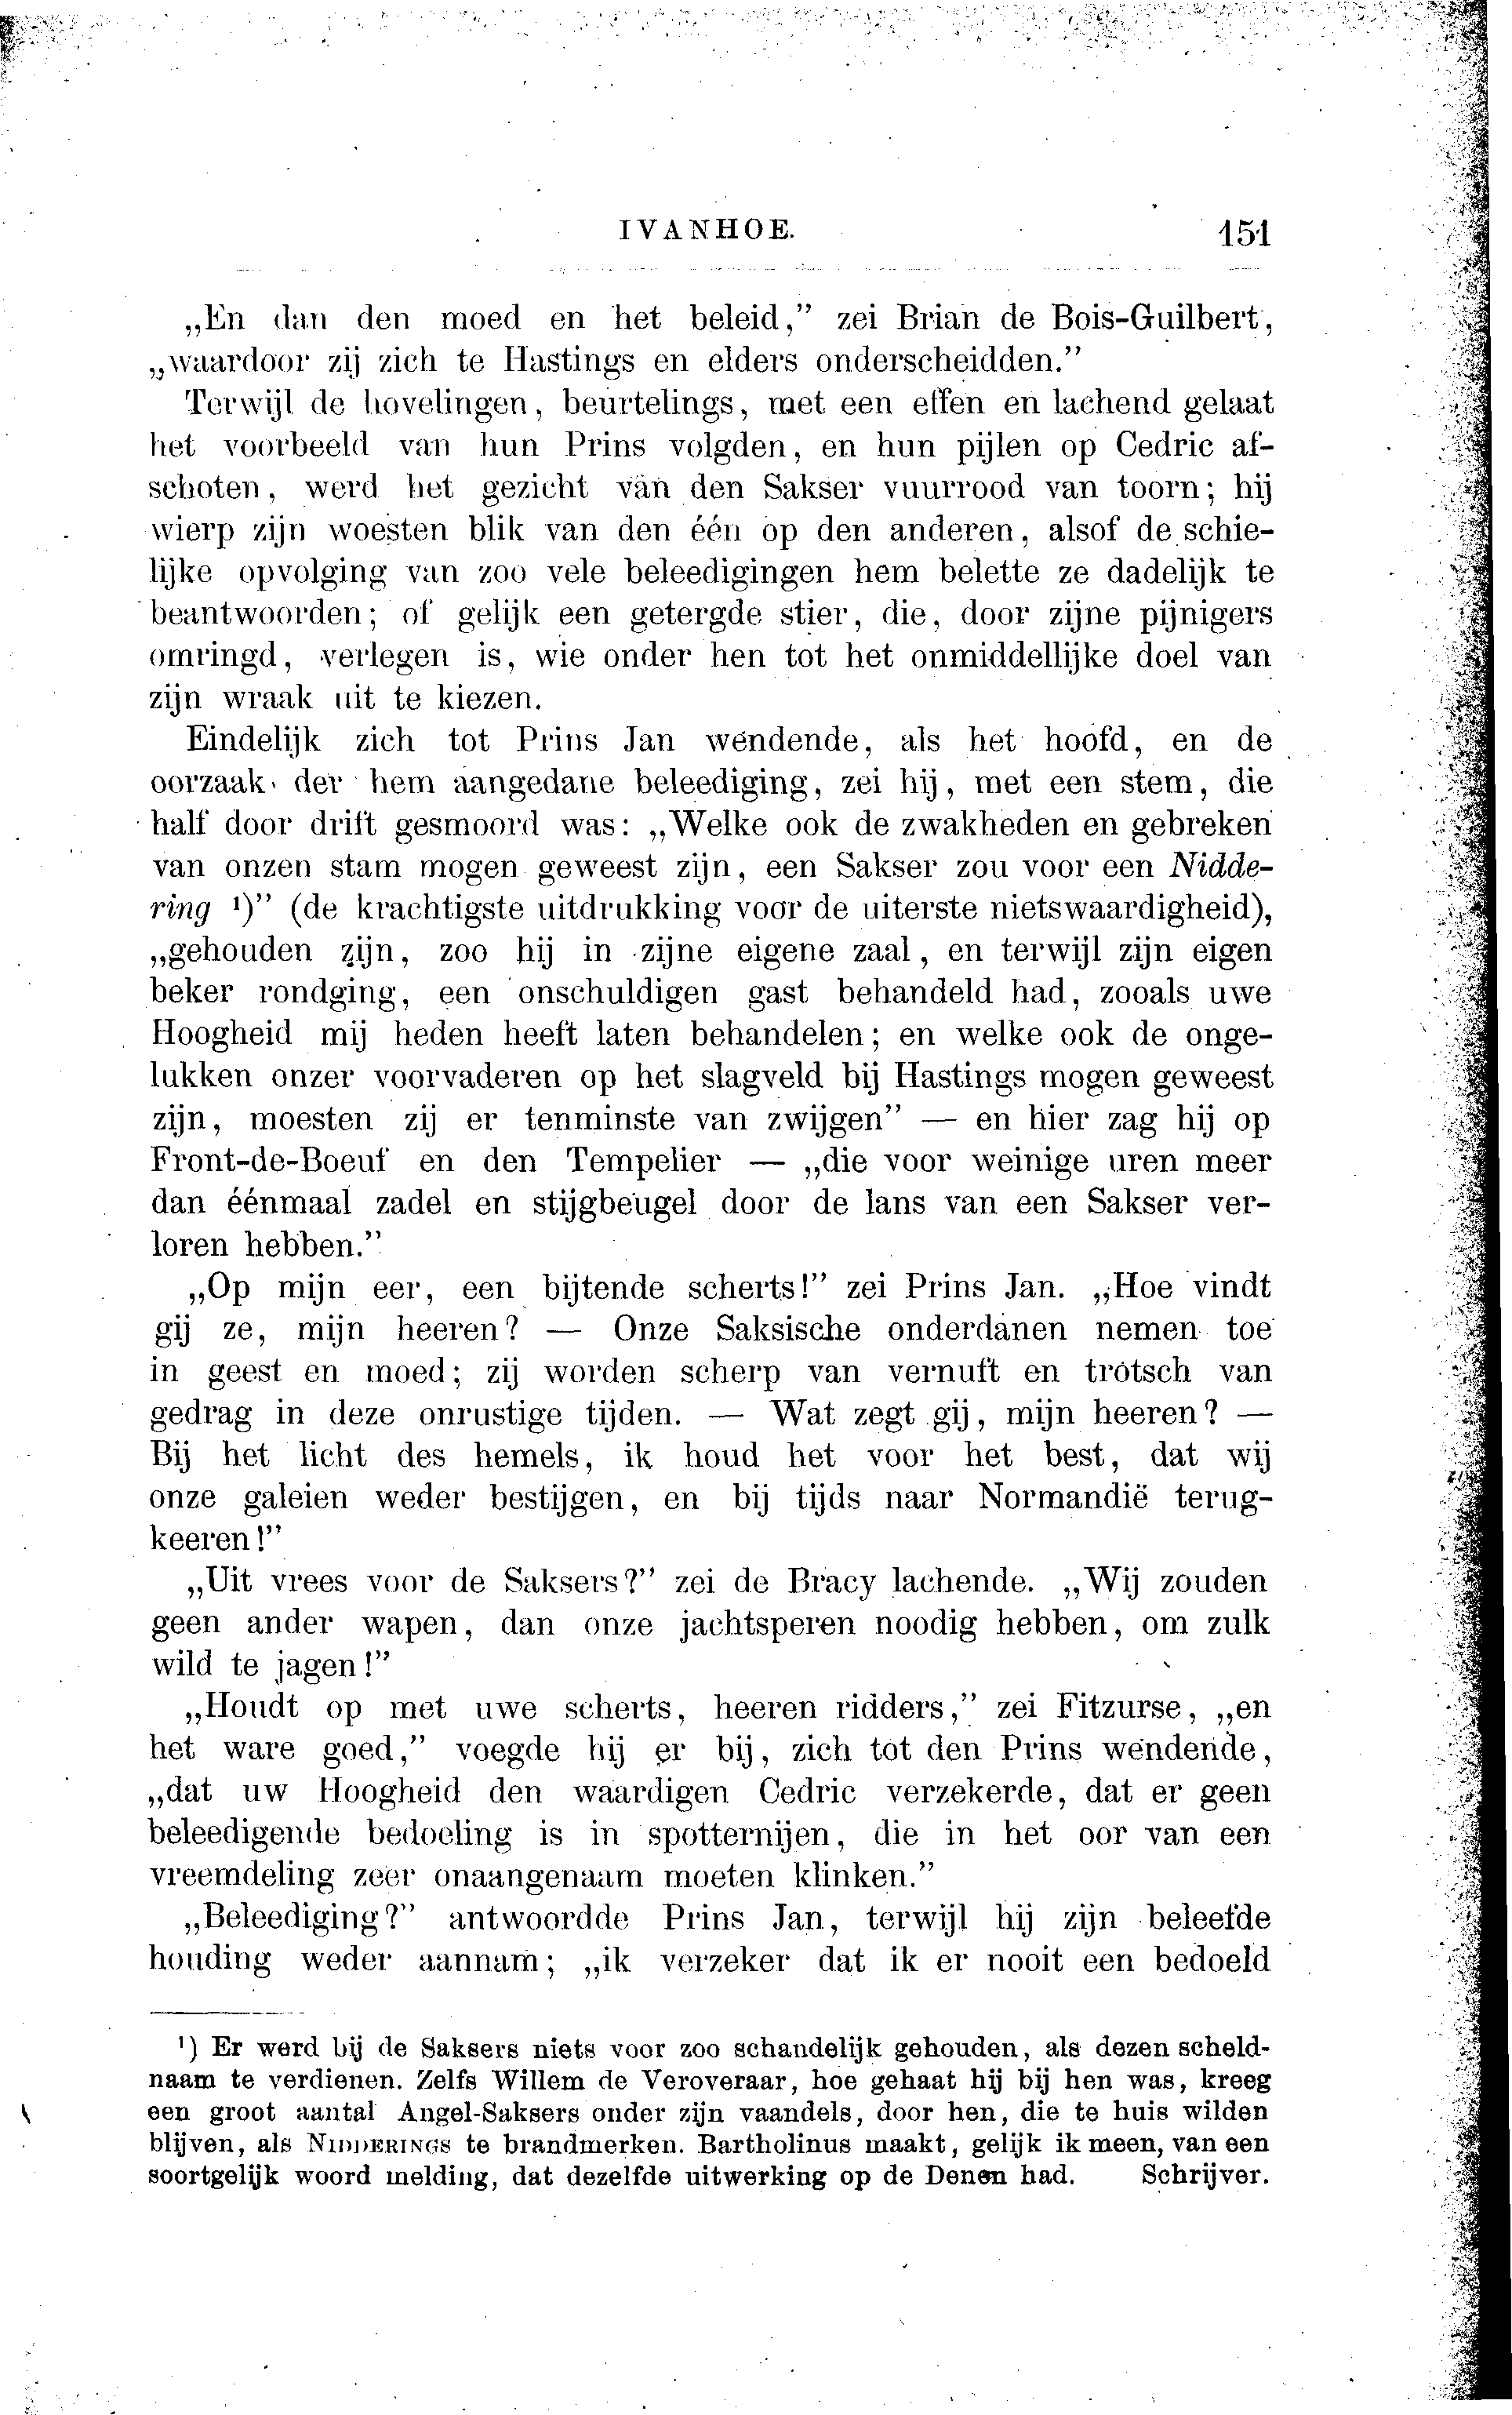 IVANHOE. 151
„En dan den moed en het beleid,” zei Brian de Bois-Guilbert,
„waardoor zij zich te Hastings en elders onderscheidden.”
Terwijl de hovelingen, beurtelings, met een effen en lachend gelaat
het voorbeeld van hun Prins volgden, en hun pijlen op Cedric af-
schoten, werd het gezicht van den Sakser vuurrood van toorn; hij
wierp zijn woesten blik van den één op den anderen, alsof de schie-
lijke opvolging van zoo vele beleedigingen hem belette ze dadelijk te
beantwoorden; of gelijk een getergde stier, die, door zijne pijnigers
omringd, verlegen is, wie onder hen tot het onmiddellijke doel van
zijn wraak uit te kiezen.
Eindelijk zich tot Prins Jan wendende, als het hoofd, en de
oorzaak der hem aangedane beleediging, zei hij, met een stem, die
half door drift gesmoord was: „Welke ook de zwakheden en gebreken
van onzen stam mogen geweest zijn, een Sakser zou voor een Nidde-
ring ¹)” (de krachtigste uitdrukking voor de uiterste nietswaardigheid),
„gehouden zijn, zoo hij in zijne eigene zaal, en terwijl zijn eigen
beker rondging, een onschuldigen gast behandeld had, zooals uwe
Hoogheid mij heden heeft laten behandelen; en welke ook de onge-
lukken onzer voorvaderen op het slagveld bij Hastings mogen geweest
zijn, moesten zij er tenminste van zwijgen” — en hier zag hij op
Front-de-Boeuf en den Tempelier — „die voor weinige uren meer
dan éénmaal zadel en stijgbeugel door de lans van een Sakser ver-
loren hebben.”
„Op mijn eer, een bijtende scherts!” zei Prins Jan. „Hoe vindt
gij ze, mijn heeren? — Onze Saksische onderdanen nemen toe
in geest en moed; zij worden scherp van vernuft en trotsch van
gedrag in deze onrustige tijden. — Wat zegt gij, mijn heeren? —
Bij het licht des hemels, ik houd het voor het best, dat wij
onze galeien weder bestijgen, en bij tijds naar Normandië terug-
keeren!”
„Uit vrees voor de Saksers?” zei de Bracy lachende. „Wij zouden
geen ander wapen, dan onze jachtsperen noodig hebben, om zulk
wild te jagen!”
„Houdt op met uwe scherts, heeren ridders,” zei Fitzurse, „en
het ware goed,” voegde hij er bij, zich tot den Prins wendende,
„dat uw Hoogheid den waardigen Cedric verzekerde, dat er geen
beleedigende bedoeling is in spotternijen, die in het oor van een
vreemdeling zeer onaangenaam moeten klinken.”
„Beleediging?” antwoordde Prins Jan, terwijl hij zijn beleefde
houding weder aannam; „ik verzeker dat ik er nooit een bedoeld
¹) Er werd bij de Saksers niets voor zoo schandelijk gehouden, als dezen scheld-
naam te verdienen. Zelfs Willem de Veroveraar, hoe gehaat hij bij hen was, kreeg
een groot aantal Angel-Saksers onder zijn vaandels, door hen, die te huis wilden
blijven, als NIDDERINGS te brandmerken. Bartholinus maakt, gelijk ik meen, van een
soortgelijk woord melding, dat dezelfde uitwerking op de Denen had. Schrijver.